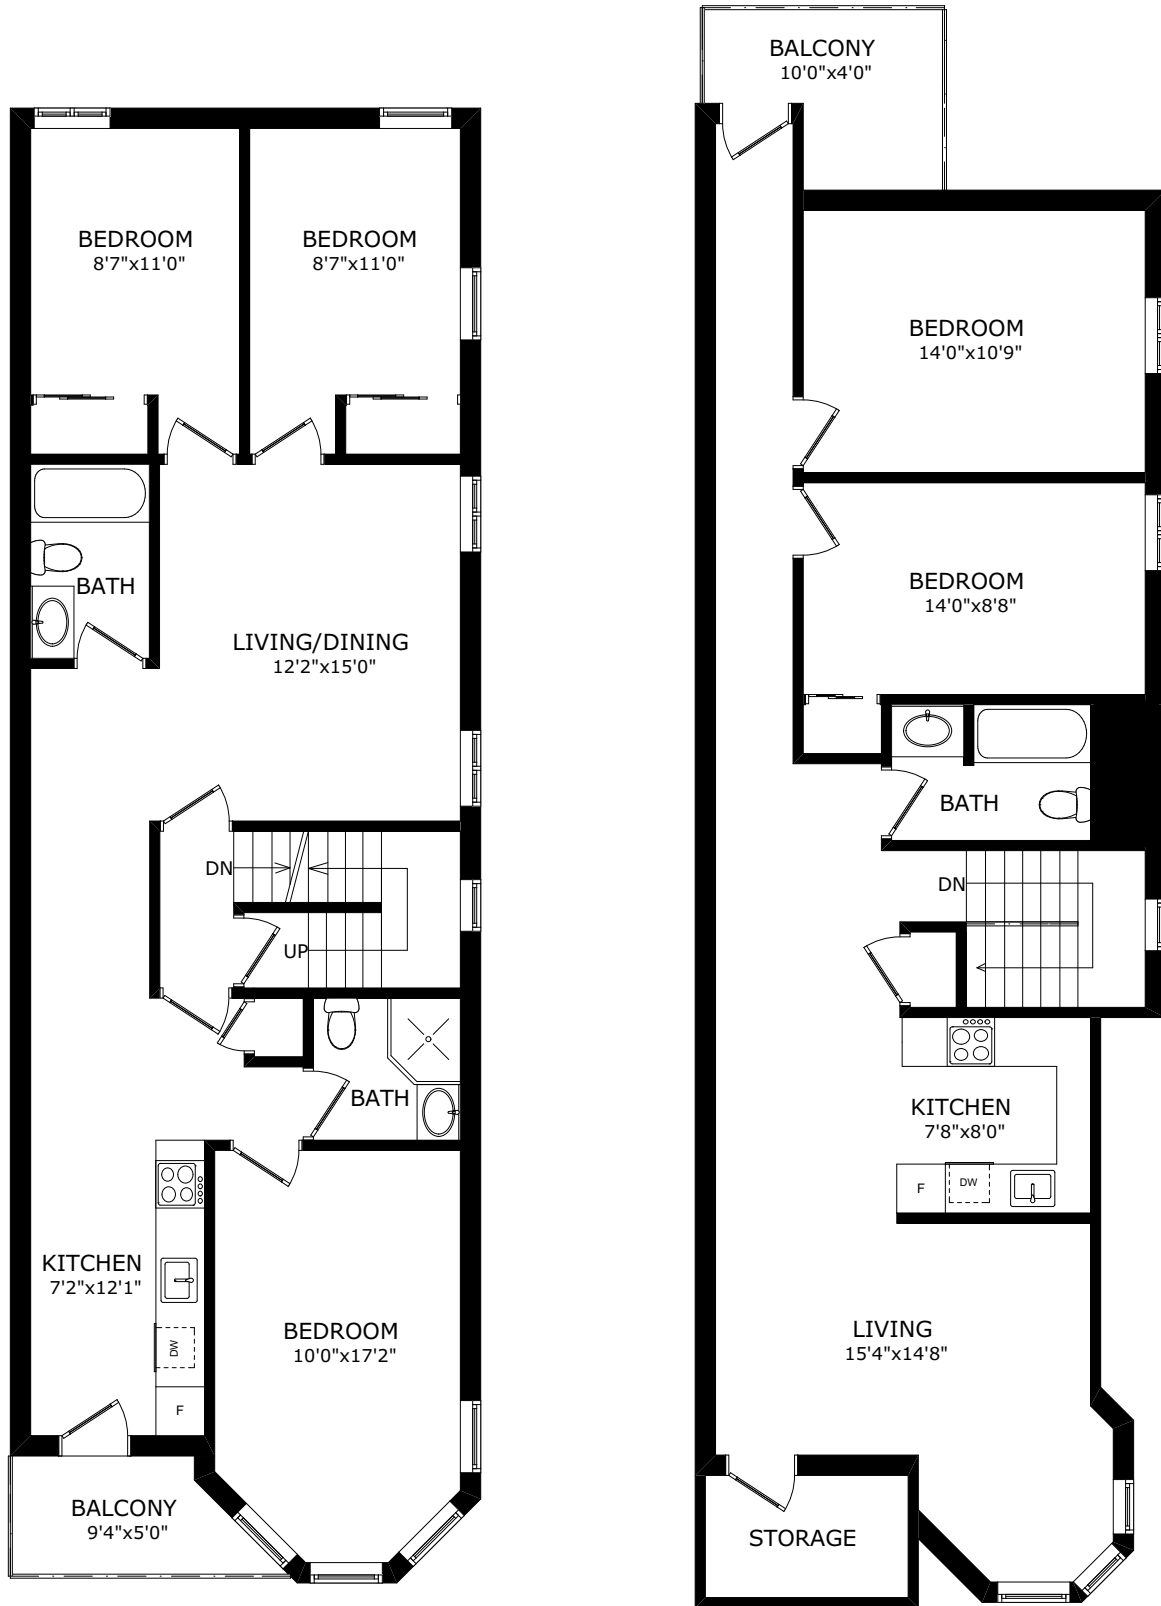 BEDROOM
8'7"x11'0"
BEDROOM
8'7"x11'0"
BATH
LIVING/DINING
12'2"x15'0"
DN
UP
BATH
KITCHEN
7'2"x12'1"
DW
F
BEDROOM
10'0"x17'2"
BALCONY
9'4"x5'0"
BALCONY
10'0"x4'0"
BEDROOM
14'0"x10'9"
BEDROOM
14'0"x8'8"
BATH
DN
KITCHEN
7'8"x8'0"
F
DW
LIVING
15'4"x14'8"
STORAGE